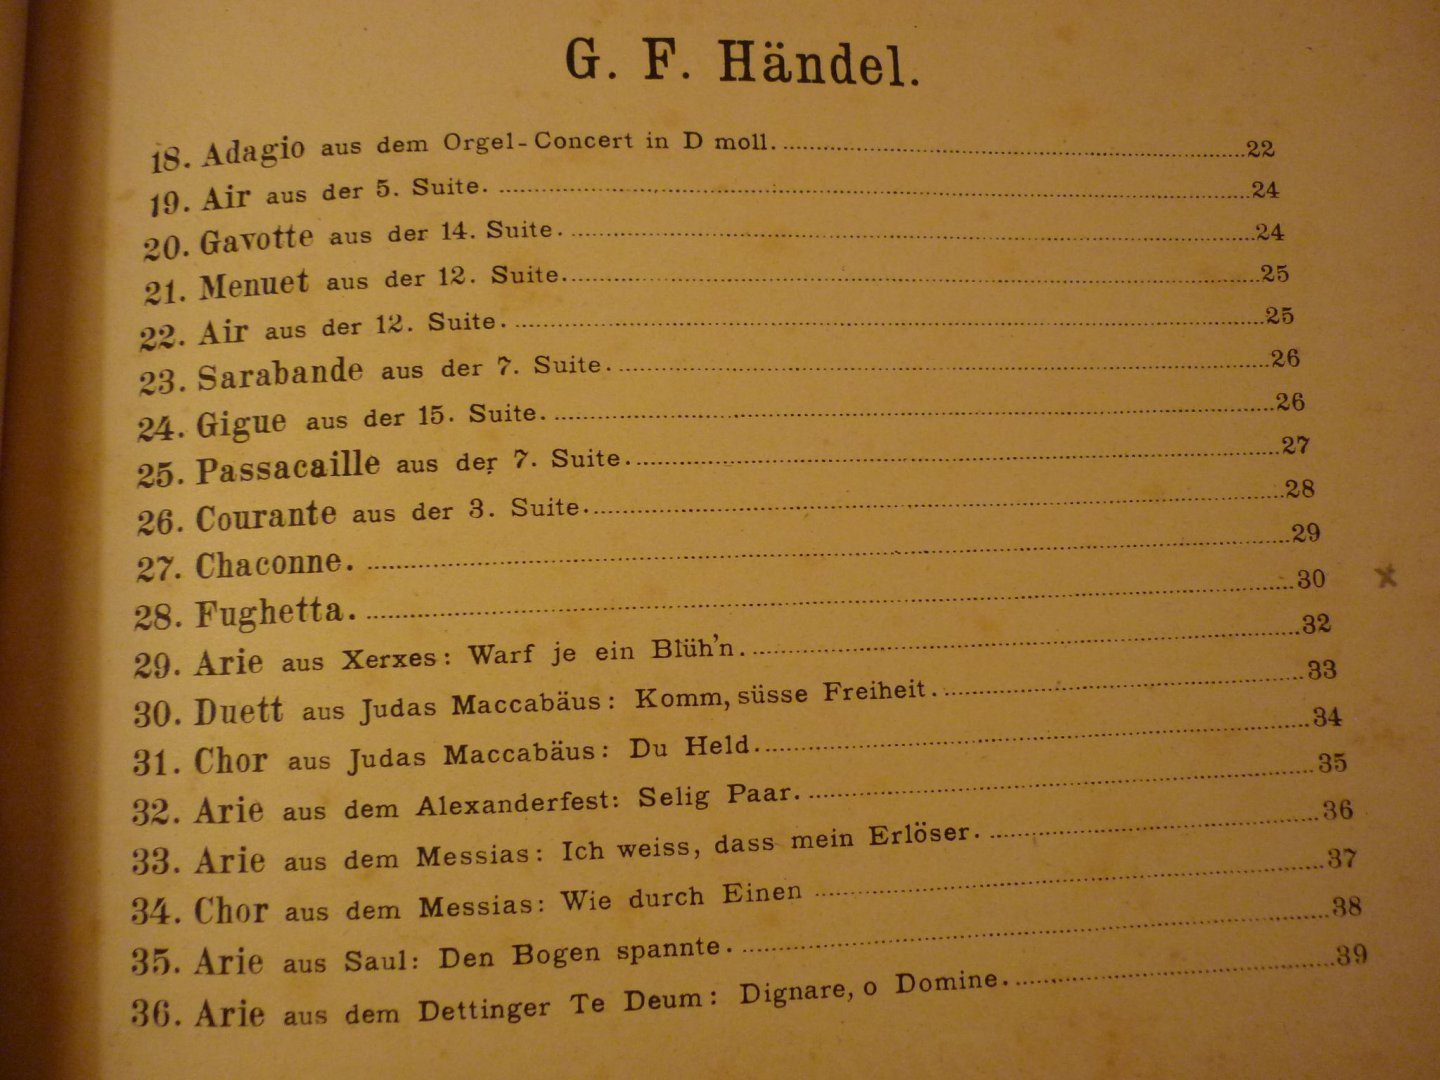 G. F. Händel.
18. Adagio aus dem Orgel-Concert in D moll. 22
19. Air aus der 5. Suite. 24
20. Gavotte aus der 14. Suite. 24
21. Menuet aus der 12. Suite. 25
22. Air aus der 12. Suite. 25
23. Sarabande aus der 7. Suite. 26
24. Gigue aus der 15. Suite. 26
25. Passacaille aus der 7. Suite. 27
26. Courante aus der 3. Suite. 28
27. Chaconne. 29
28. Fughetta. 30 x
29. Arie aus Xerxes: Warf je ein Blüh'n. 32
30. Duett aus Judas Maccabäus: Komm, süsse Freiheit. 33
31. Chor aus Judas Maccabäus: Du Held. 34
32. Arie aus dem Alexanderfest: Selig Paar. 35
33. Arie aus dem Messias: Ich weiss, dass mein Erlöser. 36
34. Chor aus dem Messias: Wie durch Einen 37
35. Arie aus Saul: Den Bogen spannte. 38
36. Arie aus dem Dettinger Te Deum: Dignare, o Domine. 39